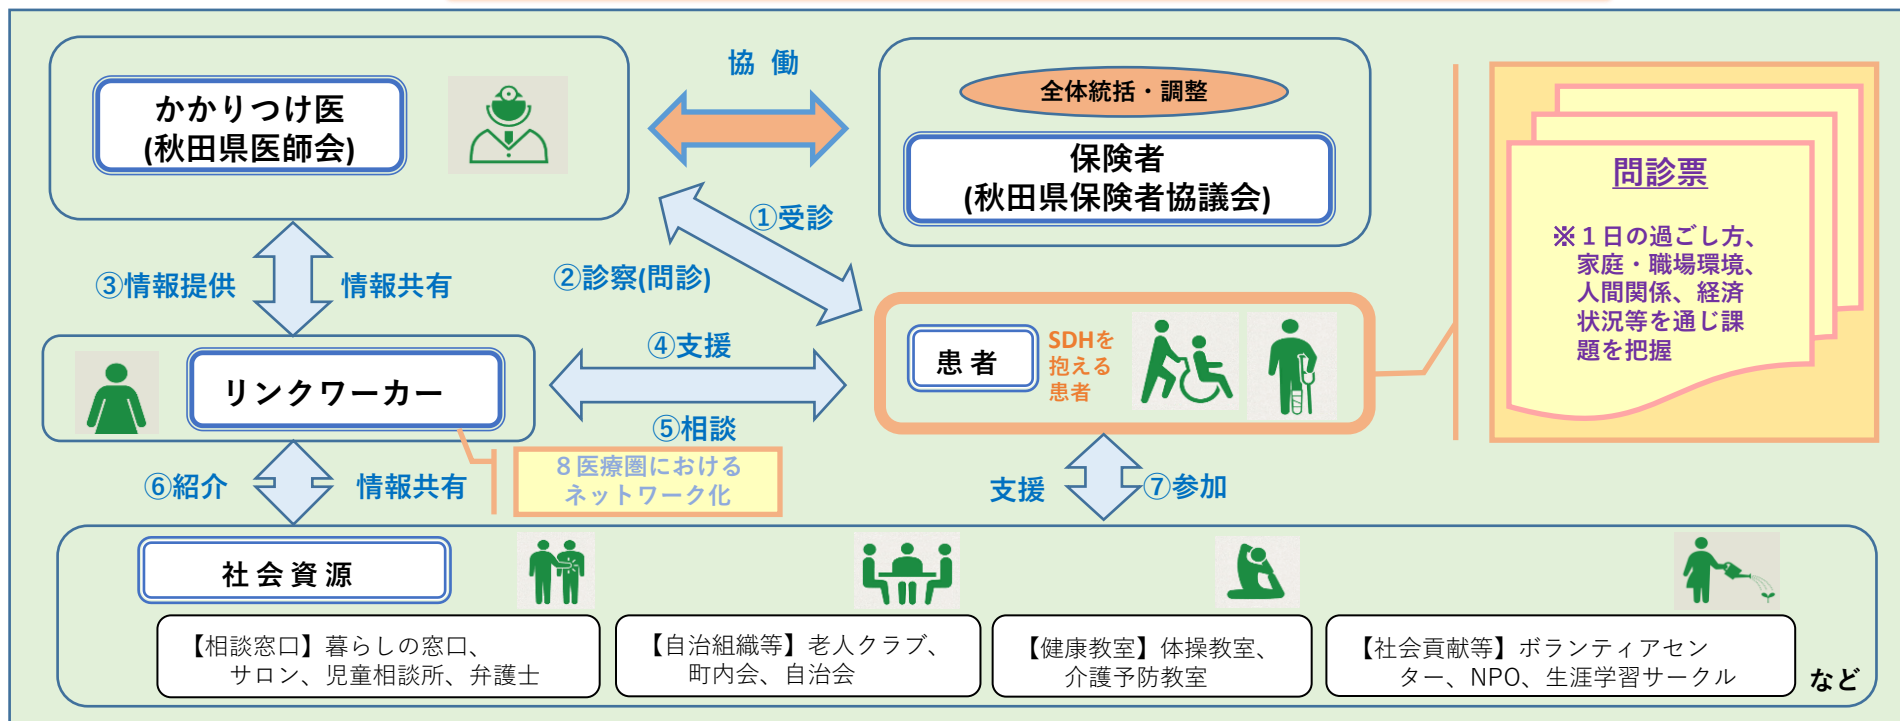 かかりつけ医
(秋田県医師会)
協 働
全体統括・調整
保険者
(秋田県保険者協議会)
問診票
※１日の過ごし方、
家庭・職場環境、
人間関係、経済
状況等を通じ課
題を把握
①受診
②診察(問診)
③情報提供
情報共有
リンクワーカー
④支援
⑤相談
患者
SDHを
抱える
患者
８医療圏における
ネットワーク化
⑥紹介
情報共有
支援
⑦参加
社会資源
【相談窓口】暮らしの窓口、
サロン、児童相談所、弁護士
【自治組織等】老人クラブ、
町内会、自治会
【健康教室】体操教室、
介護予防教室
【社会貢献等】ボランティアセン
ター、NPO、生涯学習サークル
など